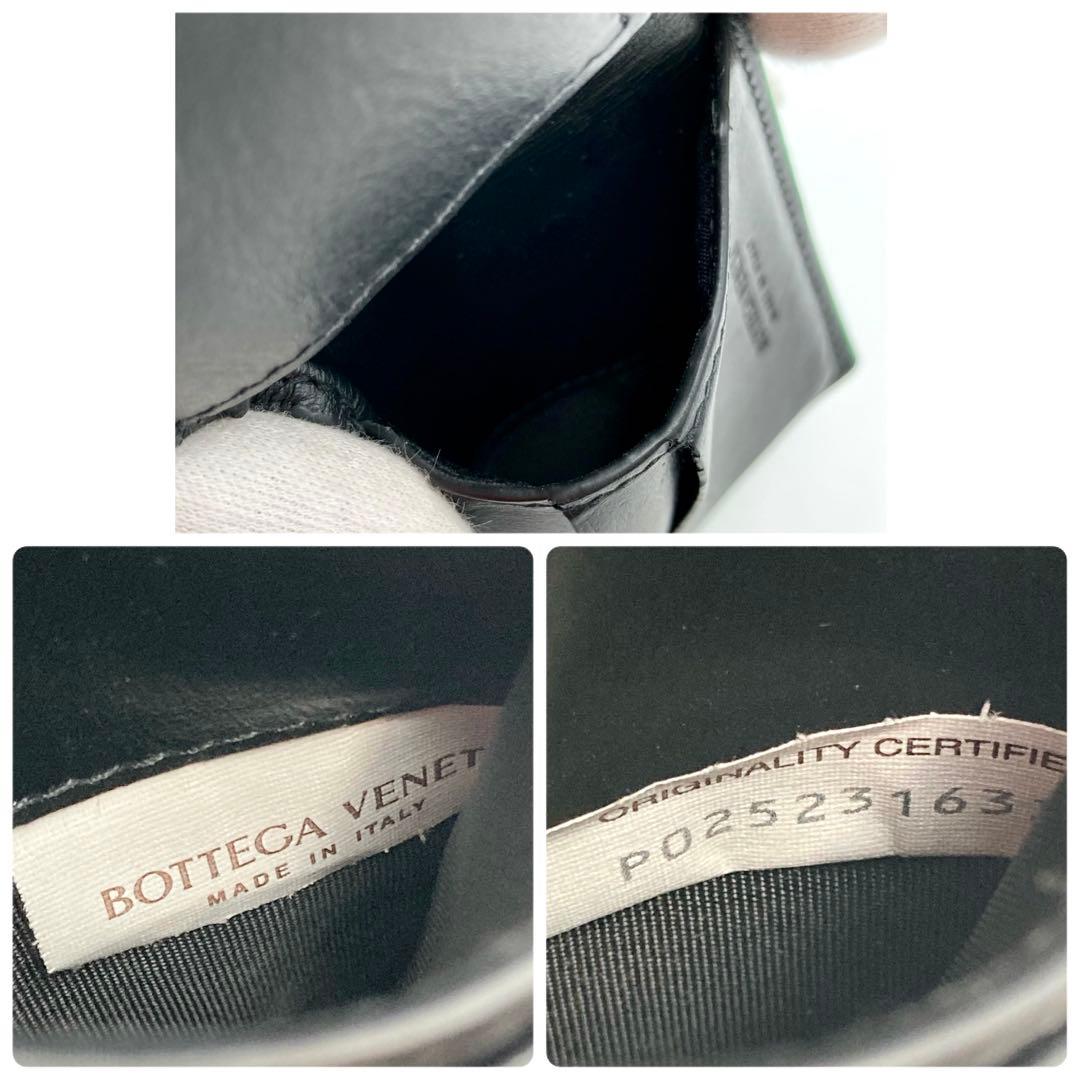 BOTTEGA VENET
MADE IN ITALY
ORIGINALITY CERTIFIE
P02523163